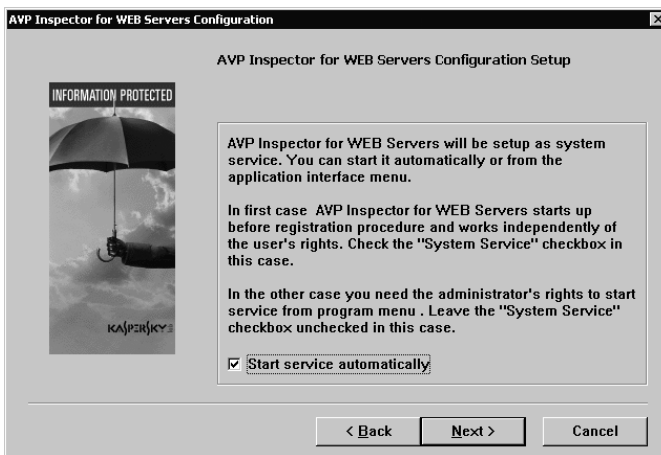 AVP Inspector for WEB Servers Configuration
AVP Inspector for WEB Servers Configuration Setup
INFORMATION PROTECTED
AVP Inspector for WEB Servers will be setup as system
service. You can start it automatically or from the
application interface menu.
In first case AVP Inspector for WEB Servers starts up
before registration procedure and works independently of
the user's rights. Check the "System Service" checkbox in
this case.
In the other case you need the administrator's rights to start
service from program menu . Leave the "System Service"
checkbox unchecked in this case.
KASPERSKY
Start service automatically
< Back
Next >
Cancel